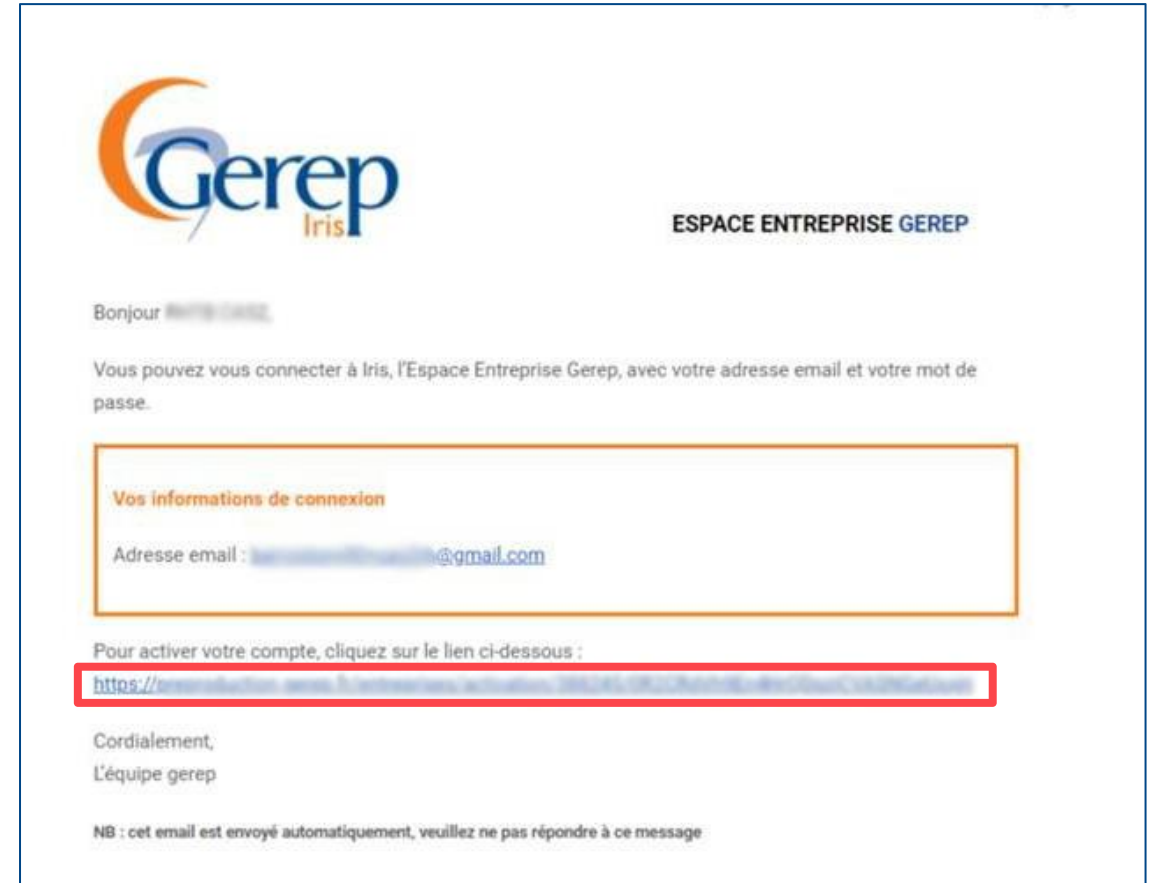 Gerep
Iris
ESPACE ENTREPRISE GEREP
Bonjour
Vous pouvez vous connecter à Iris, l'Espace Entreprise Gerep, avec votre adresse email et votre mot de
passe.
Vos informations de connexion
Adresse email : @gmail.com
Pour activer votre compte, cliquez sur le lien ci-dessous :
https://
Cordialement,
L'équipe gerep
NB : cet email est envoyé automatiquement, veuillez ne pas répondre à ce message